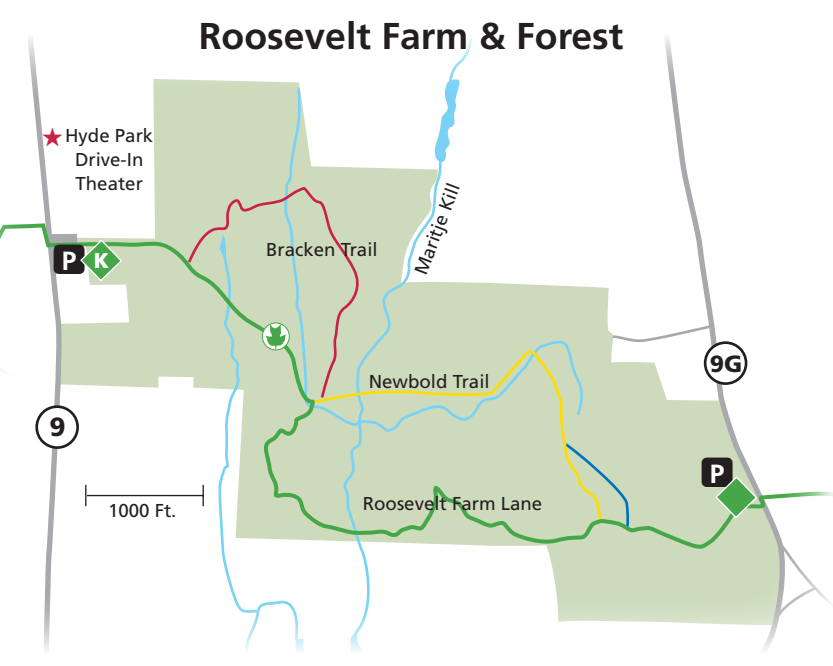 Roosevelt Farm & Forest
Hyde Park
Drive-In
Theater
Maritje Kill
P
K
Bracken Trail
9G
Newbold Trail
9
P
1000 Ft.
Roosevelt Farm Lane